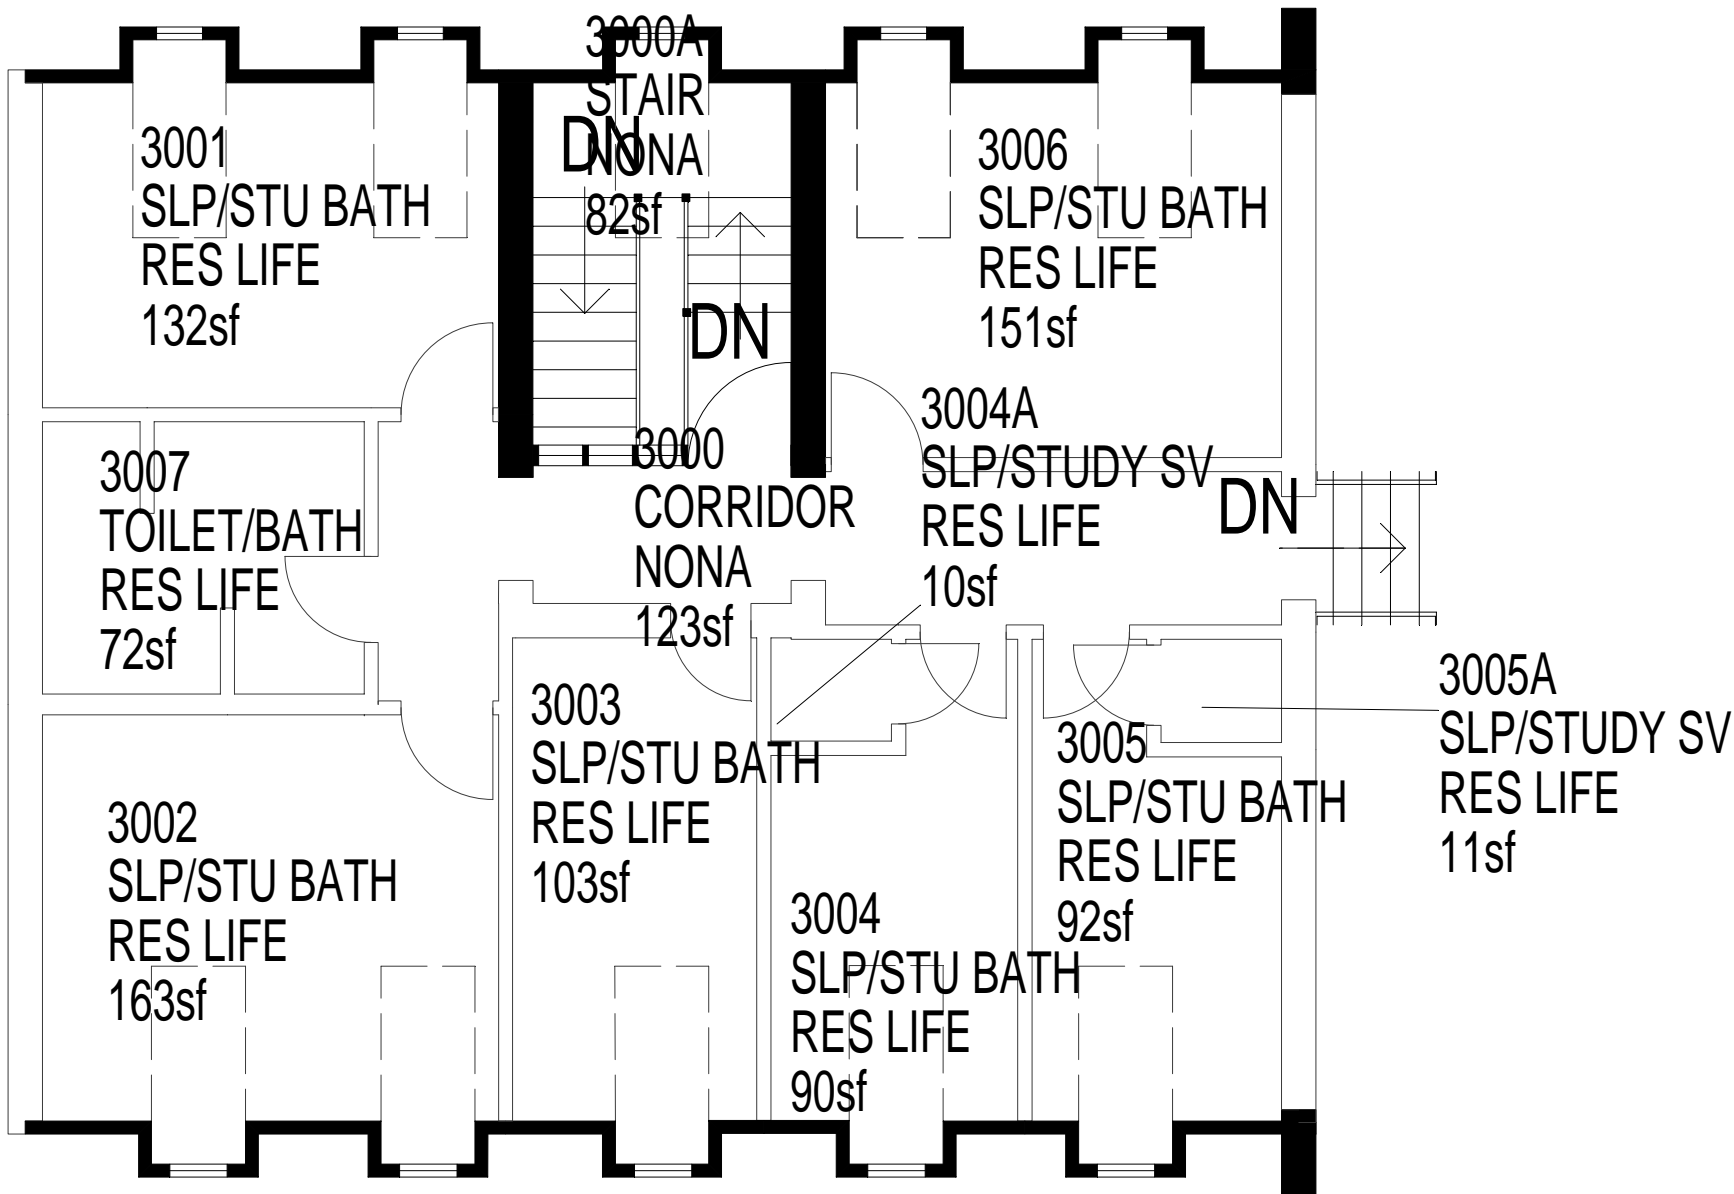 3000A
STAIR
NONA
82sf
DN
DN
3001
SLP/STU BATH
RES LIFE
132sf
3006
SLP/STU BATH
RES LIFE
151sf
3004A
SLP/STUDY SV
RES LIFE
10sf
3007
TOILET/BATH
RES LIFE
72sf
3000
CORRIDOR
NONA
123sf
DN
3005A
SLP/STUDY SV
RES LIFE
11sf
3002
SLP/STU BATH
RES LIFE
163sf
3003
SLP/STU BATH
RES LIFE
103sf
3004
SLP/STU BATH
RES LIFE
90sf
3005
SLP/STU BATH
RES LIFE
92sf